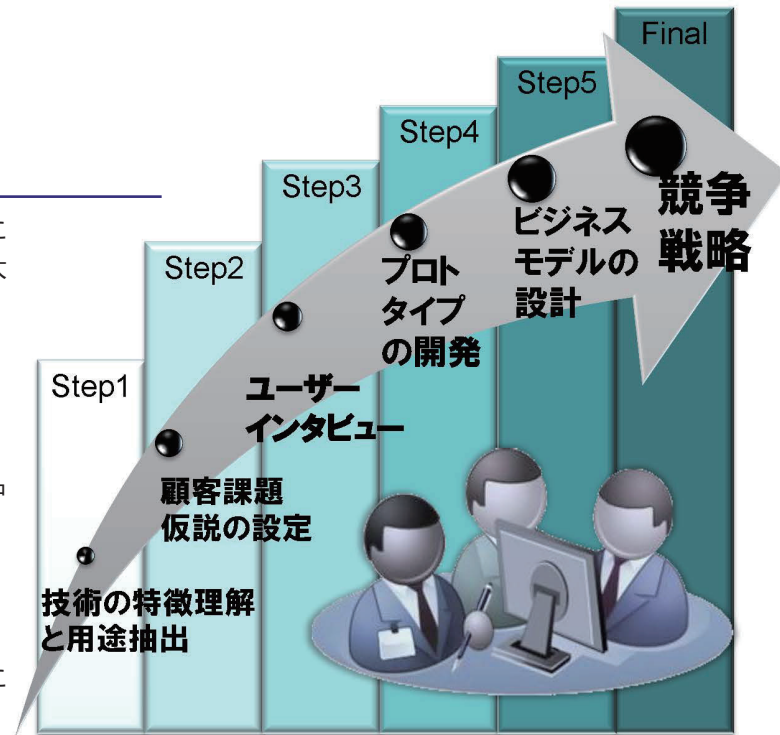 Step1
技術の特徴理解
と用途抽出
Step2
顧客課題
仮説の設定
Step3
ユーザー
インタビュー
Step4
プロト
タイプ
の開発
Step5
ビジネス
モデルの
設計
Final
競争
戦略